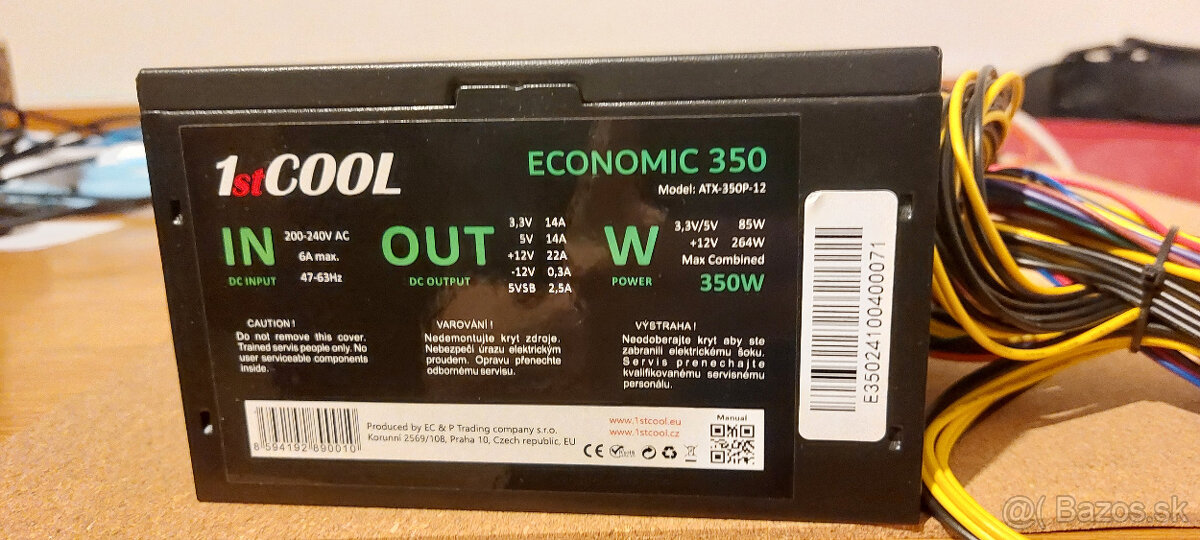 1stCOOL
ECONOMIC 350
Model: ATX-350P-12
IN
DC INPUT
200-240V AC
6A max.
47-63Hz
OUT
DC OUTPUT
3,3V 14A
5V 14A
+12V 22A
-12V 0,3A
5VSB 2,5A
W
POWER
3,3V/5V 85W
+12V 264W
Max Combined
350W
CAUTION!
Do not remove this cover.
Trained servis people only. No
user serviceable components
inside.
VAROVÁNÍ!
Nedemontujte kryt zdroje.
Nebezpečí úrazu elektrickým
proudem. Opravu přenechte
odbornému servisu.
VÝSTRAHA!
Neodoberajte kryt aby ste
zabranili elektrickému šoku.
Servis prenechajte
kvalifikovanému servisnému
personálu.
8594192890010
Produced by EC & P Trading company s.r.o.
Korunní 2569/108, Praha 10, Czech republic, EU
www.1stcool.eu
www.1stcool.cz
CE RoHS
Manual
E3502410040​0071
@( Bazos.sk